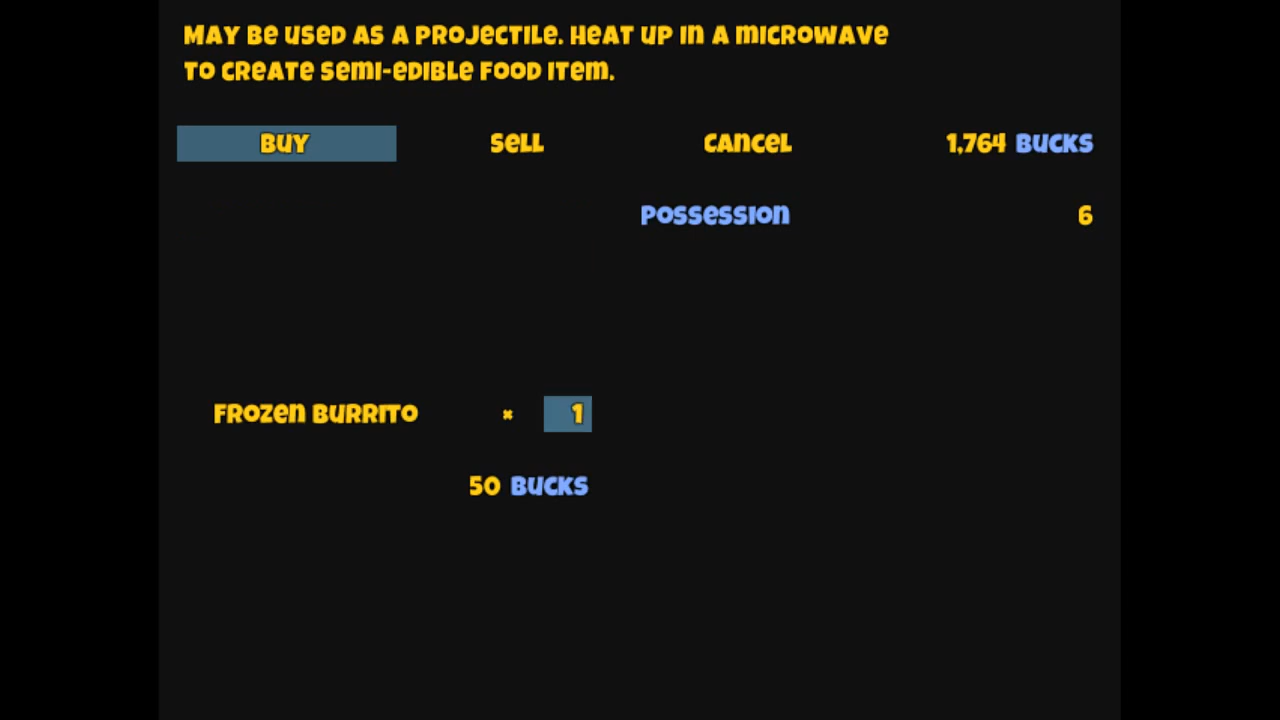 May be used as a projectile. Heat up in a microwave
to create semi-edible food item.
Buy Sell Cancel 1,764 Bucks
Possession 6
Frozen Burrito × 1
50 Bucks